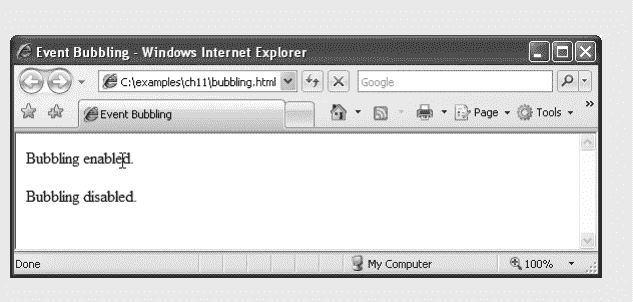 Event Bubbling - Windows Internet Explorer
C:\examples\ch11\bubbling.html
Google
Event Bubbling
Page
Tools
»
Bubbling enabled.
Bubbling disabled.
Done
My Computer
100%